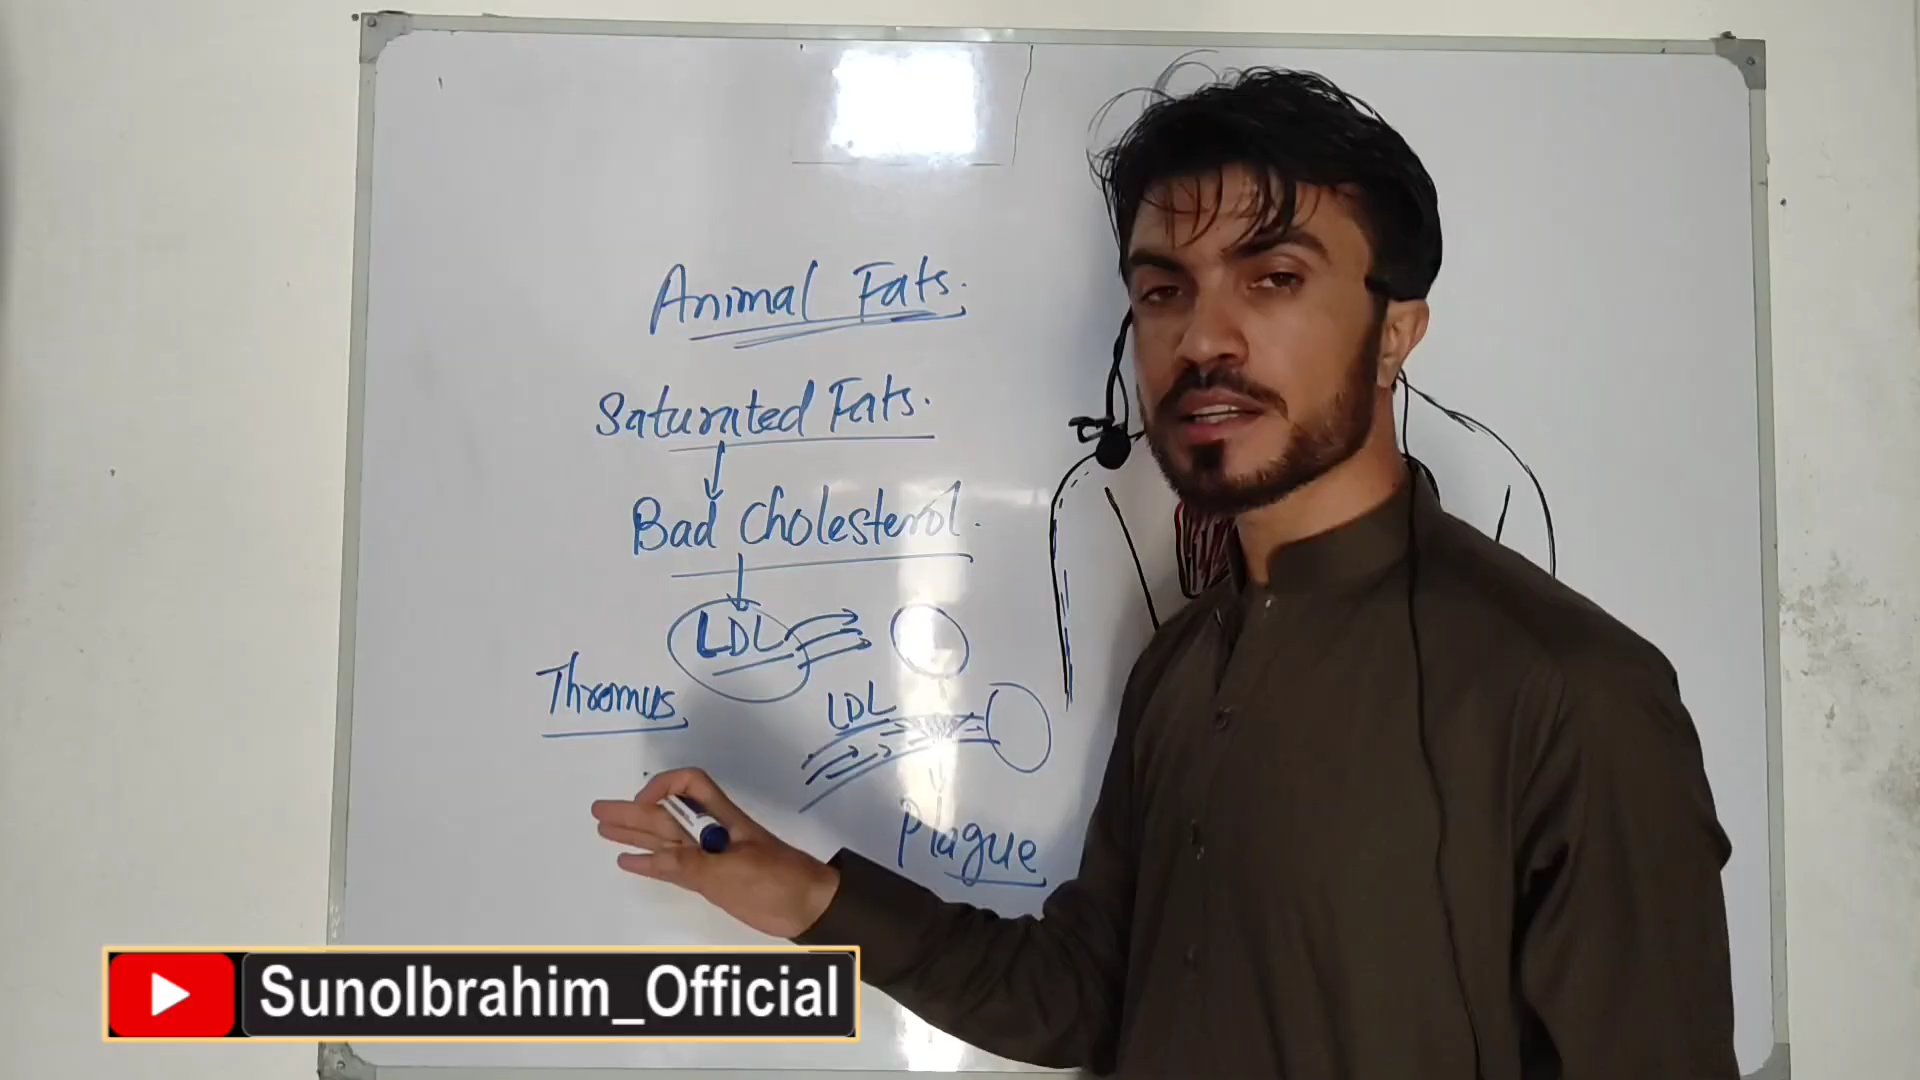 Animal Fats.
Saturated Fats.
Bad Cholesterol.
LDL
Thromus
LDL
Plague
SunoIbrahim_Official